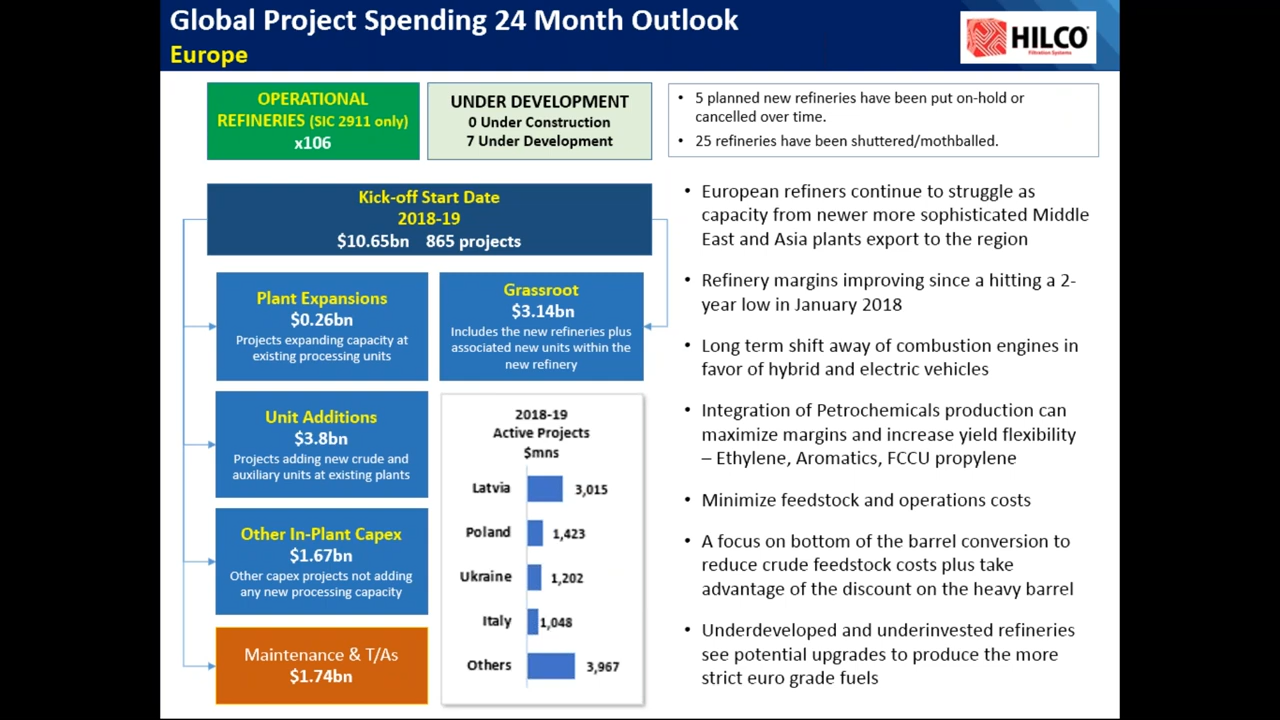 Global Project Spending 24 Month Outlook
Europe
HILCO
Filtration Systems
OPERATIONAL
REFINERIES (SIC 2911 only)
x106
UNDER DEVELOPMENT
0 Under Construction
7 Under Development
• 5 planned new refineries have been put on-hold or
cancelled over time.
• 25 refineries have been shuttered/mothballed.
Kick-off Start Date
2018-19
$10.65bn 865 projects
Plant Expansions
$0.26bn
Projects expanding capacity at
existing processing units
Grassroot
$3.14bn
Includes the new refineries plus
associated new units within the
new refinery
Unit Additions
$3.8bn
Projects adding new crude and
auxiliary units at existing plants
Other In-Plant Capex
$1.67bn
Other capex projects not adding
any new processing capacity
Maintenance & T/As
$1.74bn
2018-19
Active Projects
$mns
Latvia 3,015
Poland 1,423
Ukraine 1,202
Italy 1,048
Others 3,967
• European refiners continue to struggle as
capacity from newer more sophisticated Middle
East and Asia plants export to the region
• Refinery margins improving since a hitting a 2-
year low in January 2018
• Long term shift away of combustion engines in
favor of hybrid and electric vehicles
• Integration of Petrochemicals production can
maximize margins and increase yield flexibility
– Ethylene, Aromatics, FCCU propylene
• Minimize feedstock and operations costs
• A focus on bottom of the barrel conversion to
reduce crude feedstock costs plus take
advantage of the discount on the heavy barrel
• Underdeveloped and underinvested refineries
see potential upgrades to produce the more
strict euro grade fuels